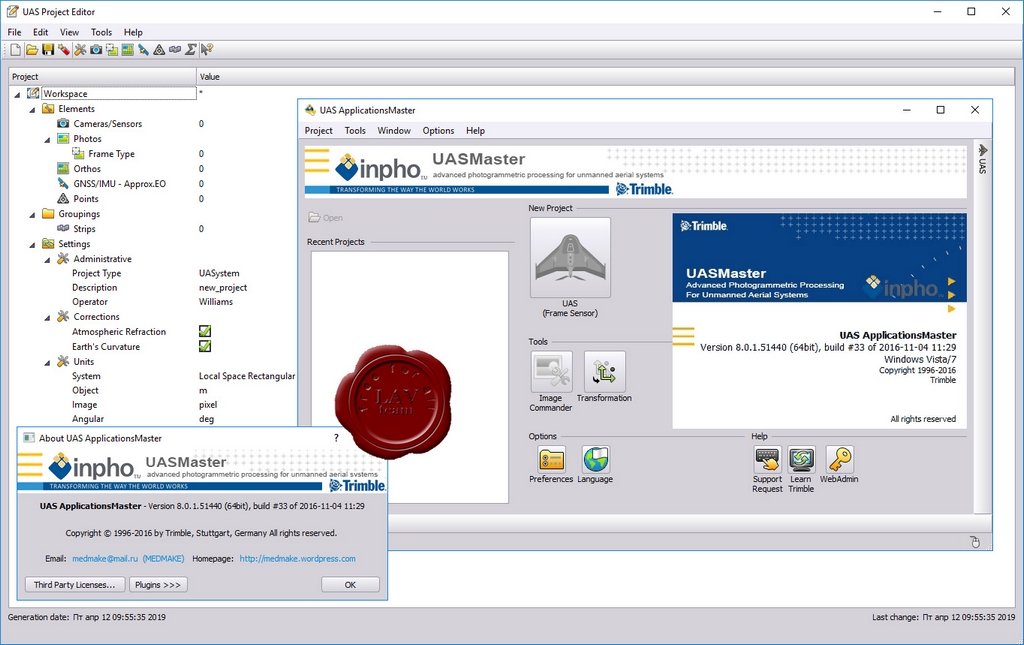 UAS Project Editor
File Edit View Tools Help
Project Value
Workspace *
Elements
Cameras/Sensors 0
Photos
Frame Type 0
Orthos 0
GNSS/IMU - Approx.EO 0
Points 0
Groupings
Strips 0
Settings
Administrative
Project Type UASystem
Description new_project
Operator Williams
Corrections
Atmospheric Refraction
Earth's Curvature
Units
System Local Space Rectangular
Object m
Image pixel
Angular deg
UAS ApplicationsMaster
Project Tools Window Options Help
inpho TM UASMaster
advanced photogrammetric processing for unmanned aerial systems
TRANSFORMING THE WAY THE WORLD WORKS
Trimble.
UAS
Open
Recent Projects
New Project
UAS
(Frame Sensor)
Tools
Image
Commander
Transformation
Options
Preferences
Language
Help
Support
Request
Learn
Trimble
WebAdmin
Trimble.
UASMaster
Advanced Photogrammetric Processing
For Unmanned Aerial Systems
inpho
UAS ApplicationsMaster
Version 8.0.1.51440 (64bit), build #33 of 2016-11-04 11:29
Windows Vista/7
Copyright 1996-2016
Trimble
All rights reserved
LAV
team
About UAS ApplicationsMaster ?
inpho TM UASMaster
advanced photogrammetric processing for unmanned aerial systems
TRANSFORMING THE WAY THE WORLD WORKS
Trimble.
UAS ApplicationsMaster - Version 8.0.1.51440 (64bit), build #33 of 2016-11-04 11:29
Copyright © 1996-2016 by Trimble, Stuttgart, Germany All rights reserved.
Email: medmake@mail.ru (MEDMAKE) Homepage: http://medmake.wordpress.com
Third Party Licenses... Plugins >>> OK
Generation date: Пт апр 12 09:55:35 2019
Last change: Пт апр 12 09:55:35 2019